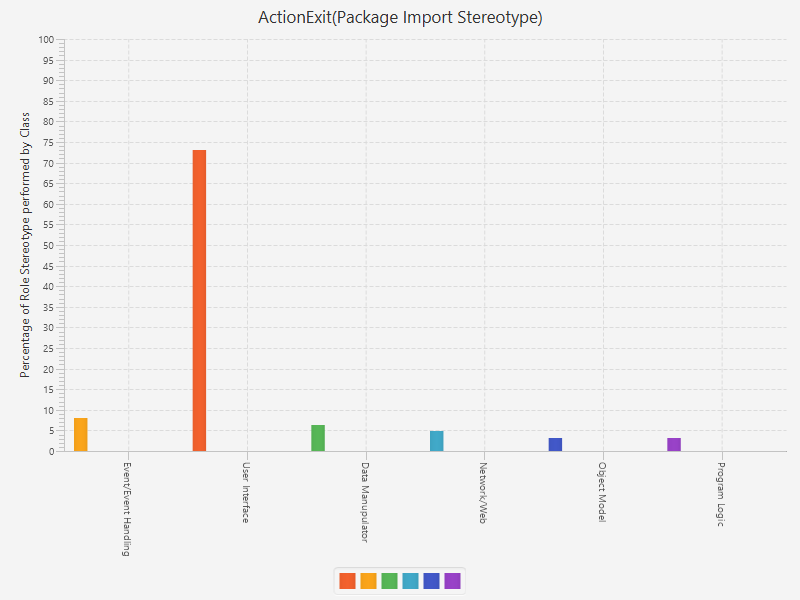 ActionExit(Package Import Stereotype)
Percentage of Role Stereotype performed by Class
100
95
90
85
80
75
70
65
60
55
50
45
40
35
30
25
20
15
10
5
0
Event/Event Handling
User Interface
Data Manupulator
Network/Web
Object Model
Program Logic